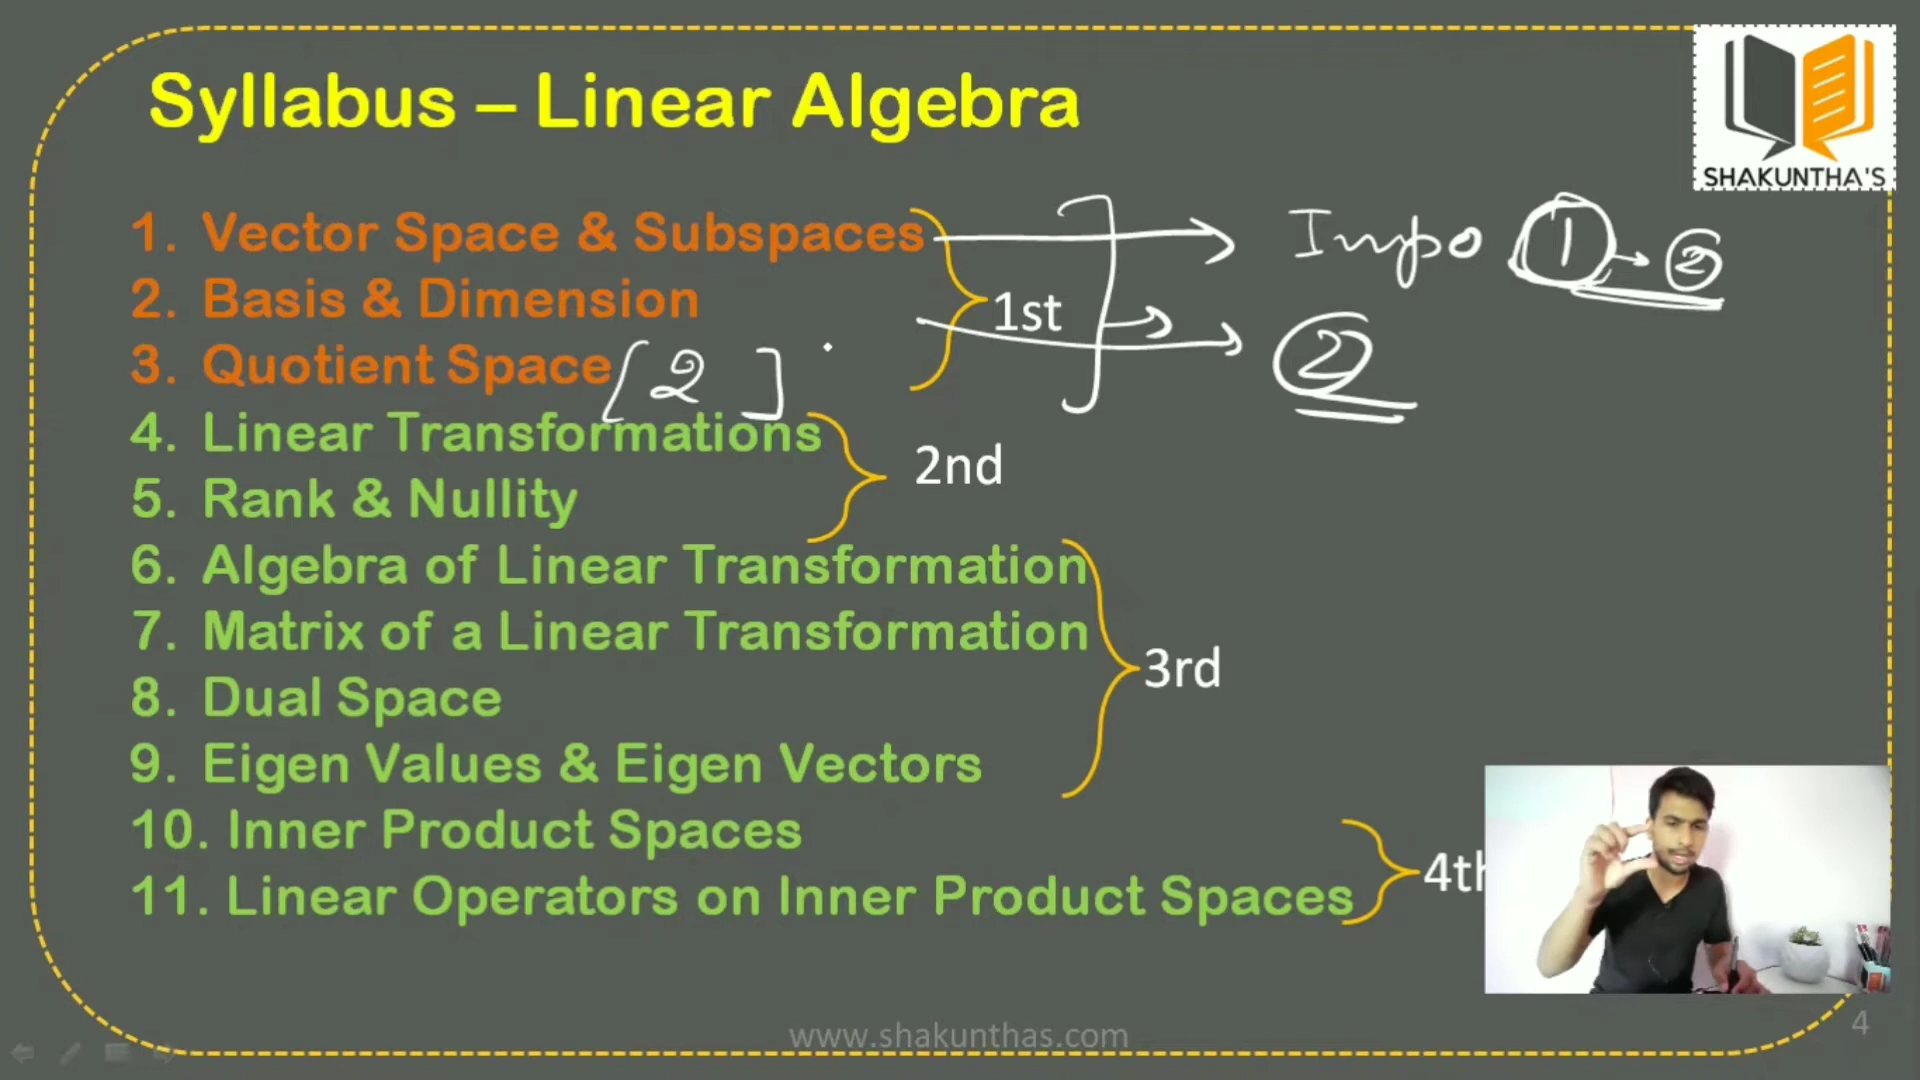 Syllabus – Linear Algebra
SHAKUNTHA'S
1. Vector Space & Subspaces
Impo 1 → 2
2. Basis & Dimension
1st
3. Quotient Space [ 2 ]
2
4. Linear Transformations
2nd
5. Rank & Nullity
6. Algebra of Linear Transformation
7. Matrix of a Linear Transformation
3rd
8. Dual Space
9. Eigen Values & Eigen Vectors
10. Inner Product Spaces
4th
11. Linear Operators on Inner Product Spaces
www.shakunthas.com
4